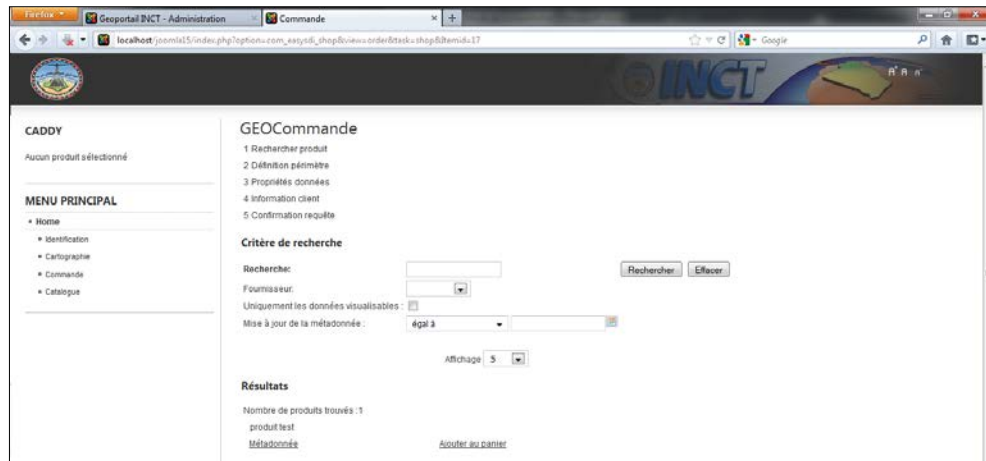 Firefox
Geoportail INCT - Administration
Commande
localhost/joomla15/index.php?option=com_easysdi_shop&view=order&task=shop&Itemid=17
Google
INCT
A A A
CADDY
Aucun produit sélectionné
MENU PRINCIPAL
Home
Identification
Cartographie
Commande
Catalogue
GEOCommande
1 Rechercher produit
2 Définition périmètre
3 Propriétés données
4 Information client
5 Confirmation requête
Critère de recherche
Recherche:
Rechercher Effacer
Fournisseur:
Uniquement les données visualisables :
Mise à jour de la métadonnée : égal à
Affichage 5
Résultats
Nombre de produits trouvés :1
produit test
Métadonnée Ajouter au panier